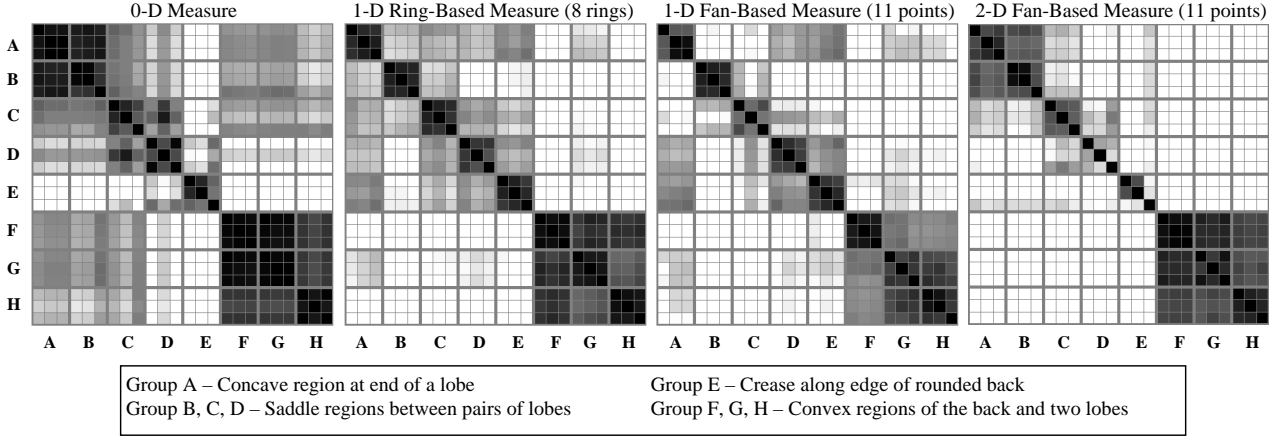 0-D Measure 1-D Ring-Based Measure (8 rings) 1-D Fan-Based Measure (11 points) 2-D Fan-Based Measure (11 points)
A
B
C
D
E
F
G
H
A B C D E F G H A B C D E F G H A B C D E F G H A B C D E F G H
Group A – Concave region at end of a lobe Group E – Crease along edge of rounded back
Group B, C, D – Saddle regions between pairs of lobes Group F, G, H – Convex regions of the back and two lobes